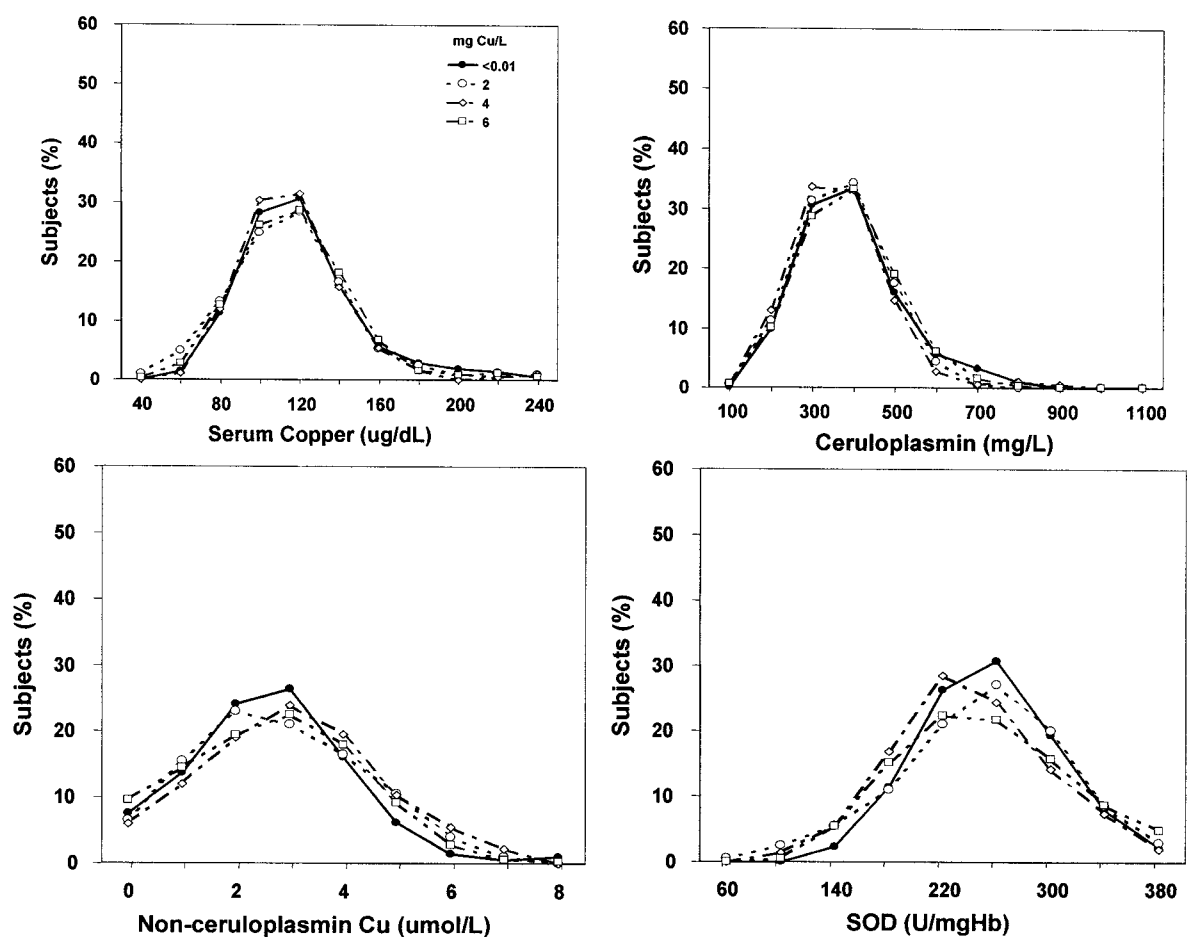 60
50
40
30
20
10
0
Subjects (%)
mg Cu/L
<0.01
2
4
6
40 80 120 160 200 240
Serum Copper (ug/dL)
60
50
40
30
20
10
0
Subjects (%)
100 300 400 500 700 900 1100
Ceruloplasmin (mg/L)
60
50
40
30
20
10
0
Subjects (%)
0 2 4 6 8
Non-ceruloplasmin Cu (umol/L)
60
50
40
30
20
10
0
Subjects (%)
60 140 220 300 380
SOD (U/mgHb)